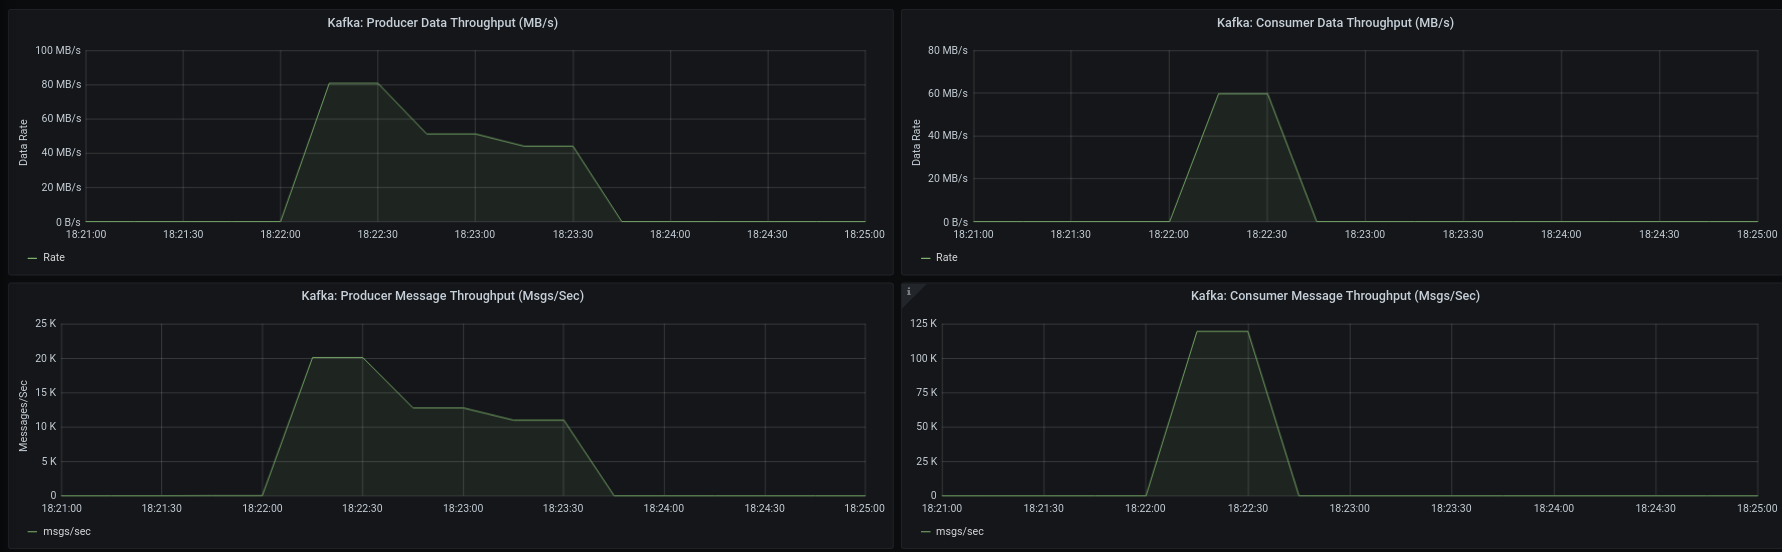 Kafka: Producer Data Throughput (MB/s)
100 MB/s
80 MB/s
60 MB/s
40 MB/s
20 MB/s
0 B/s
Data Rate
18:21:00 18:21:30 18:22:00 18:22:30 18:23:00 18:23:30 18:24:00 18:24:30 18:25:00
Rate
Kafka: Consumer Data Throughput (MB/s)
80 MB/s
60 MB/s
40 MB/s
20 MB/s
0 B/s
Data Rate
18:21:00 18:21:30 18:22:00 18:22:30 18:23:00 18:23:30 18:24:00 18:24:30 18:25:00
Rate
Kafka: Producer Message Throughput (Msgs/Sec)
25 K
20 K
15 K
10 K
5 K
0
Messages/Sec
18:21:00 18:21:30 18:22:00 18:22:30 18:23:00 18:23:30 18:24:00 18:24:30 18:25:00
msgs/sec
i
Kafka: Consumer Message Throughput (Msgs/Sec)
125 K
100 K
75 K
50 K
25 K
0
18:21:00 18:21:30 18:22:00 18:22:30 18:23:00 18:23:30 18:24:00 18:24:30 18:25:00
msgs/sec